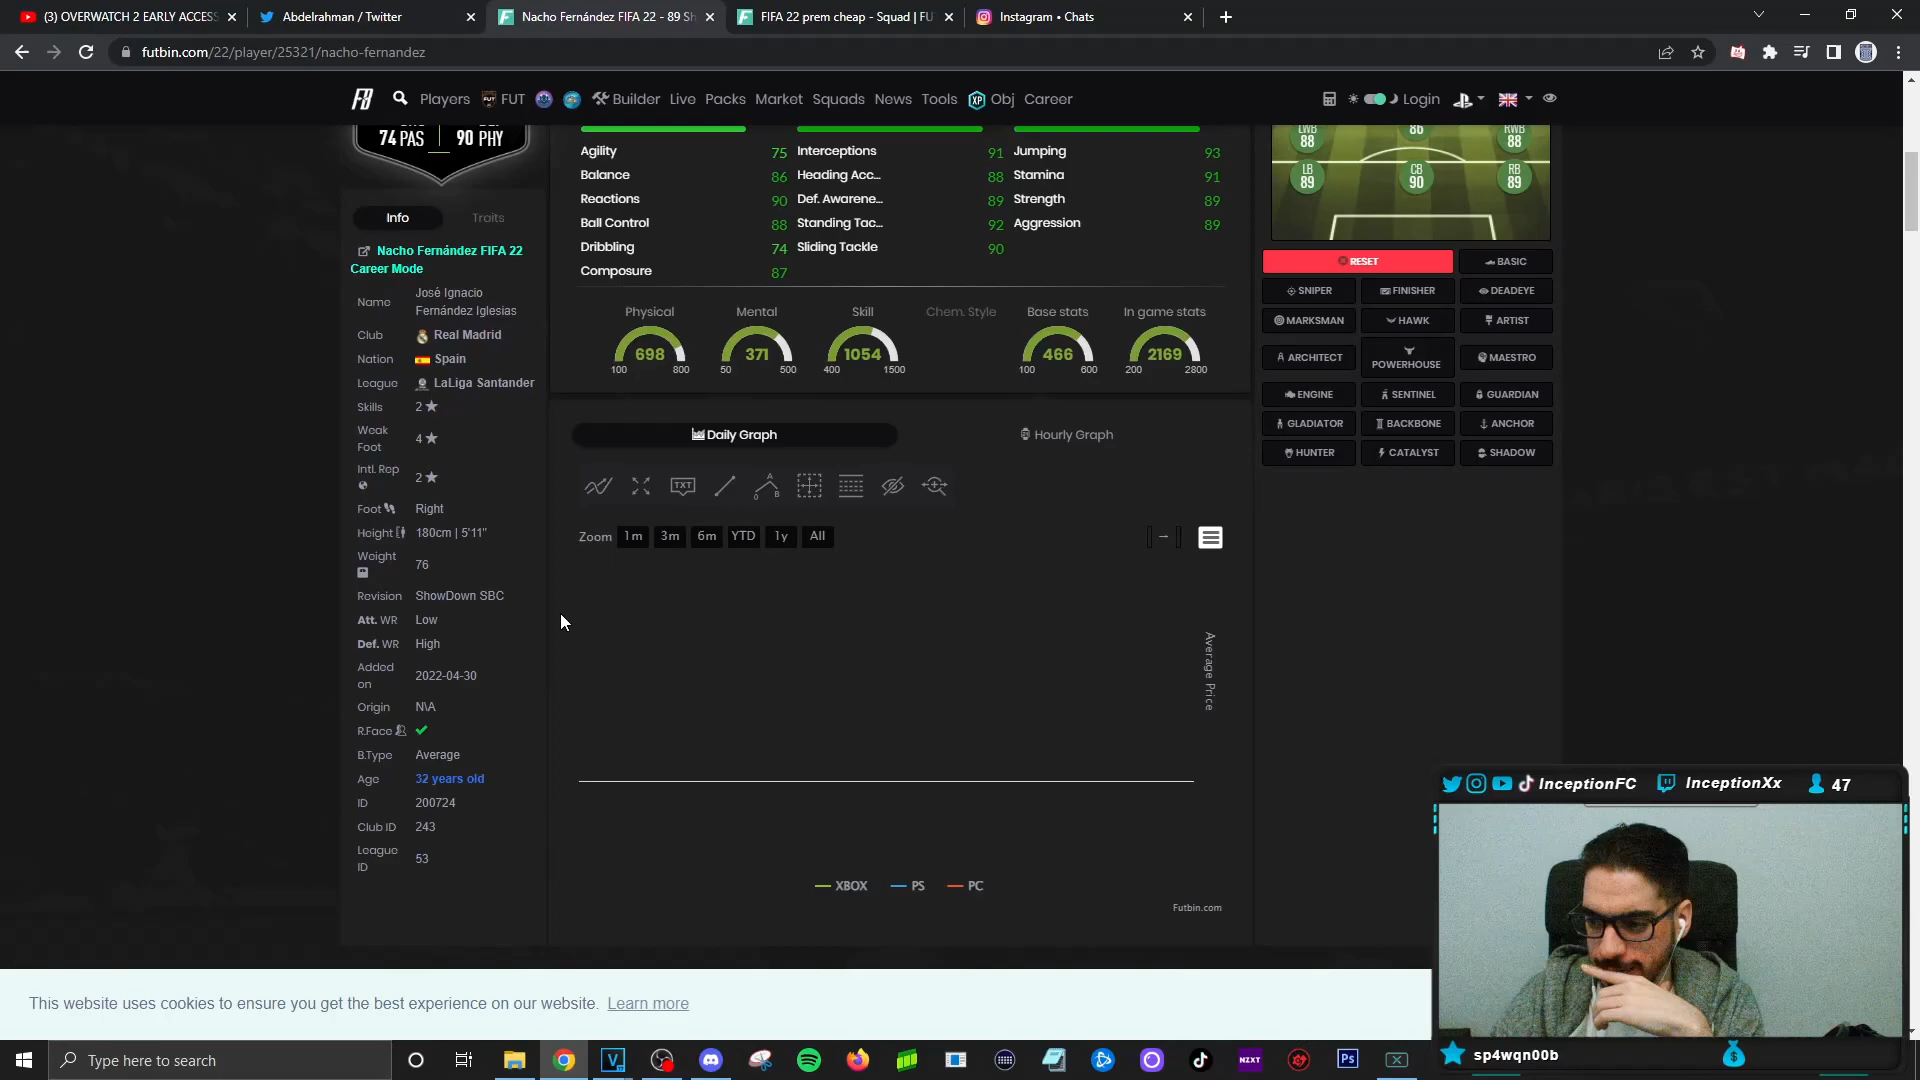 (3) OVERWATCH 2 EARLY ACCESS
Abdelrahman / Twitter
Nacho Fernández FIFA 22 - 89 Sh
FIFA 22 prem cheap - Squad | FU
Instagram • Chats
futbin.com/22/player/25321/nacho-fernandez
Players FUT Builder Live Packs Market Squads News Tools XP Obj Career Login
74 PAS 90 PHY
Info Traits
Nacho Fernández FIFA 22
Career Mode
Name José Ignacio
Fernández Iglesias
Club Real Madrid
Nation Spain
League LaLiga Santander
Skills 2
Weak
Foot 4
Intl. Rep 2
Foot Right
Height 180cm | 5'11"
Weight 76
Revision ShowDown SBC
Att. WR Low
Def. WR High
Added
on 2022-04-30
Origin N\A
R.Face
B.Type Average
Age 32 years old
ID 200724
Club ID 243
League
ID 53
Agility 75 Interceptions 91 Jumping 93
Balance 86 Heading Acc... 88 Stamina 91
Reactions 90 Def. Awarene... 89 Strength 89
Ball Control 88 Standing Tac... 92 Aggression 89
Dribbling 74 Sliding Tackle 90
Composure 87
Physical Mental Skill Chem. Style Base stats In game stats
698 371 1054 466 2169
100 800 50 500 400 1500 100 600 200 2800
Daily Graph Hourly Graph
TXT
Zoom 1m 3m 6m YTD 1y All →
Average Price
XBOX PS PC
Futbin.com
LWB 88 86 RWB 88
LB 89 CB 90 RB 89
RESET BASIC
SNIPER FINISHER DEADEYE
MARKSMAN HAWK ARTIST
ARCHITECT POWERHOUSE MAESTRO
ENGINE SENTINEL GUARDIAN
GLADIATOR BACKBONE ANCHOR
HUNTER CATALYST SHADOW
This website uses cookies to ensure you get the best experience on our website. Learn more
InceptionFC InceptionXx 47
sp4wqn00b
Type here to search
NZXT
Ps